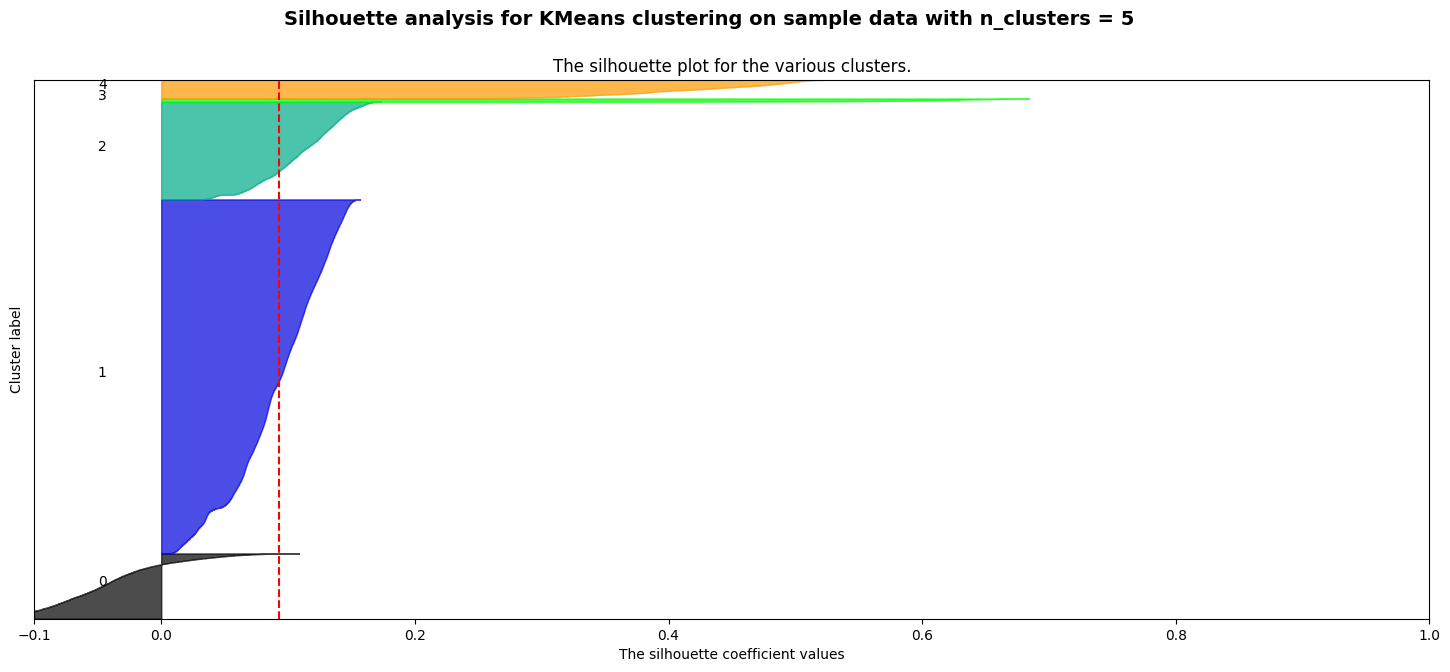 Silhouette analysis for KMeans clustering on sample data with n_clusters = 5
The silhouette plot for the various clusters.
4
3
2
1
0
Cluster label
−0.1 0.0 0.2 0.4 0.6 0.8 1.0
The silhouette coefficient values